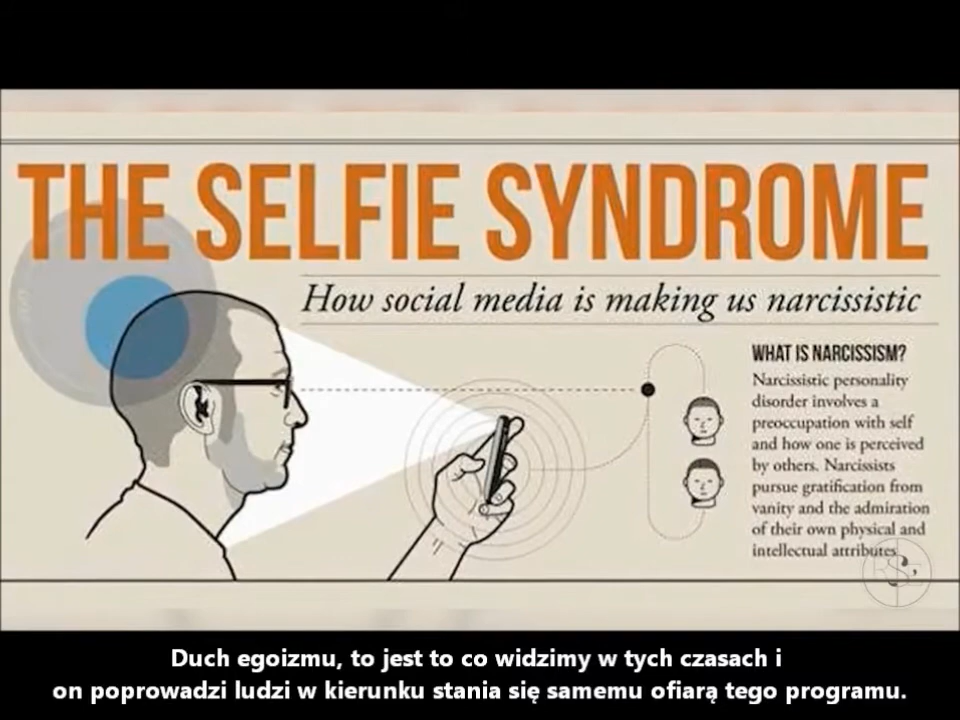 THE SELFIE SYNDROME
How social media is making us narcissistic
WHAT IS NARCISSISM?
Narcissistic personality
disorder involves a
preoccupation with self
and how one is perceived
by others. Narcissists
pursue gratification from
vanity and the admiration
of their own physical and
intellectual attributes.
Duch egoizmu, to jest to co widzimy w tych czasach i
on poprowadzi ludzi w kierunku stania się samemu ofiarą tego programu.